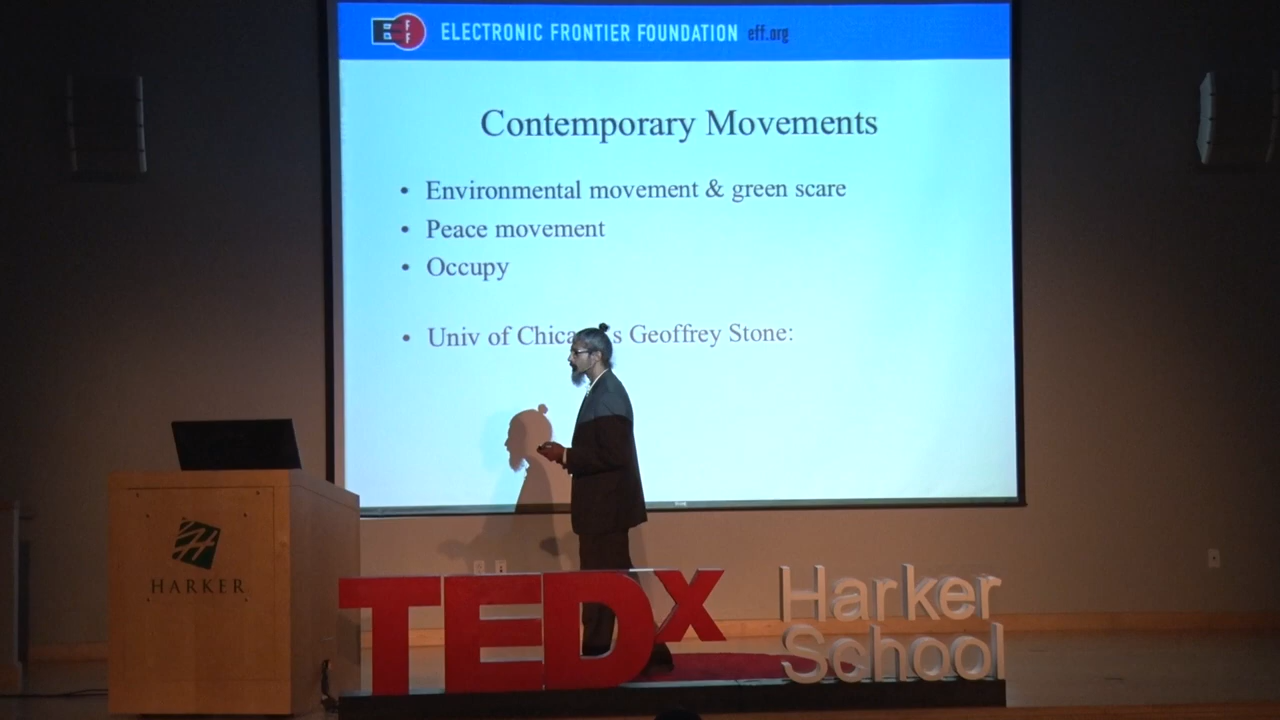 EFF ELECTRONIC FRONTIER FOUNDATION eff.org
Contemporary Movements
• Environmental movement & green scare
• Peace movement
• Occupy
• Univ of Chica s Geoffrey Stone:
HARKER
TEDx
Harker
School